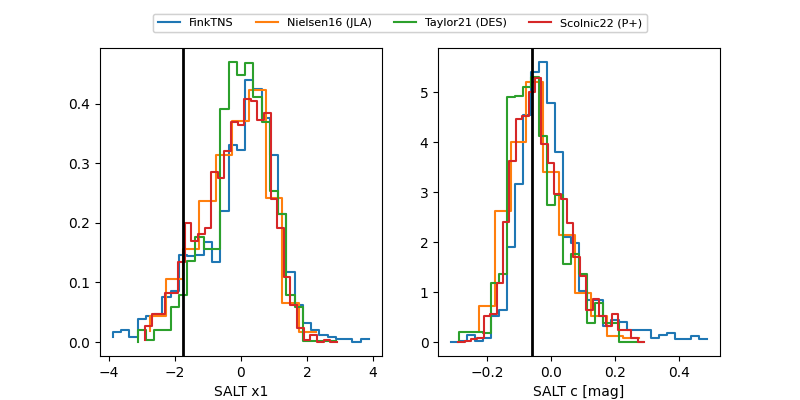 FinkTNS Nielsen16 (JLA) Taylor21 (DES) Scolnic22 (P+)
0.4
0.3
0.2
0.1
0.0
−4 −2 0 2 4
SALT x1
5
4
3
2
1
0
−0.2 0.0 0.2 0.4
SALT c [mag]